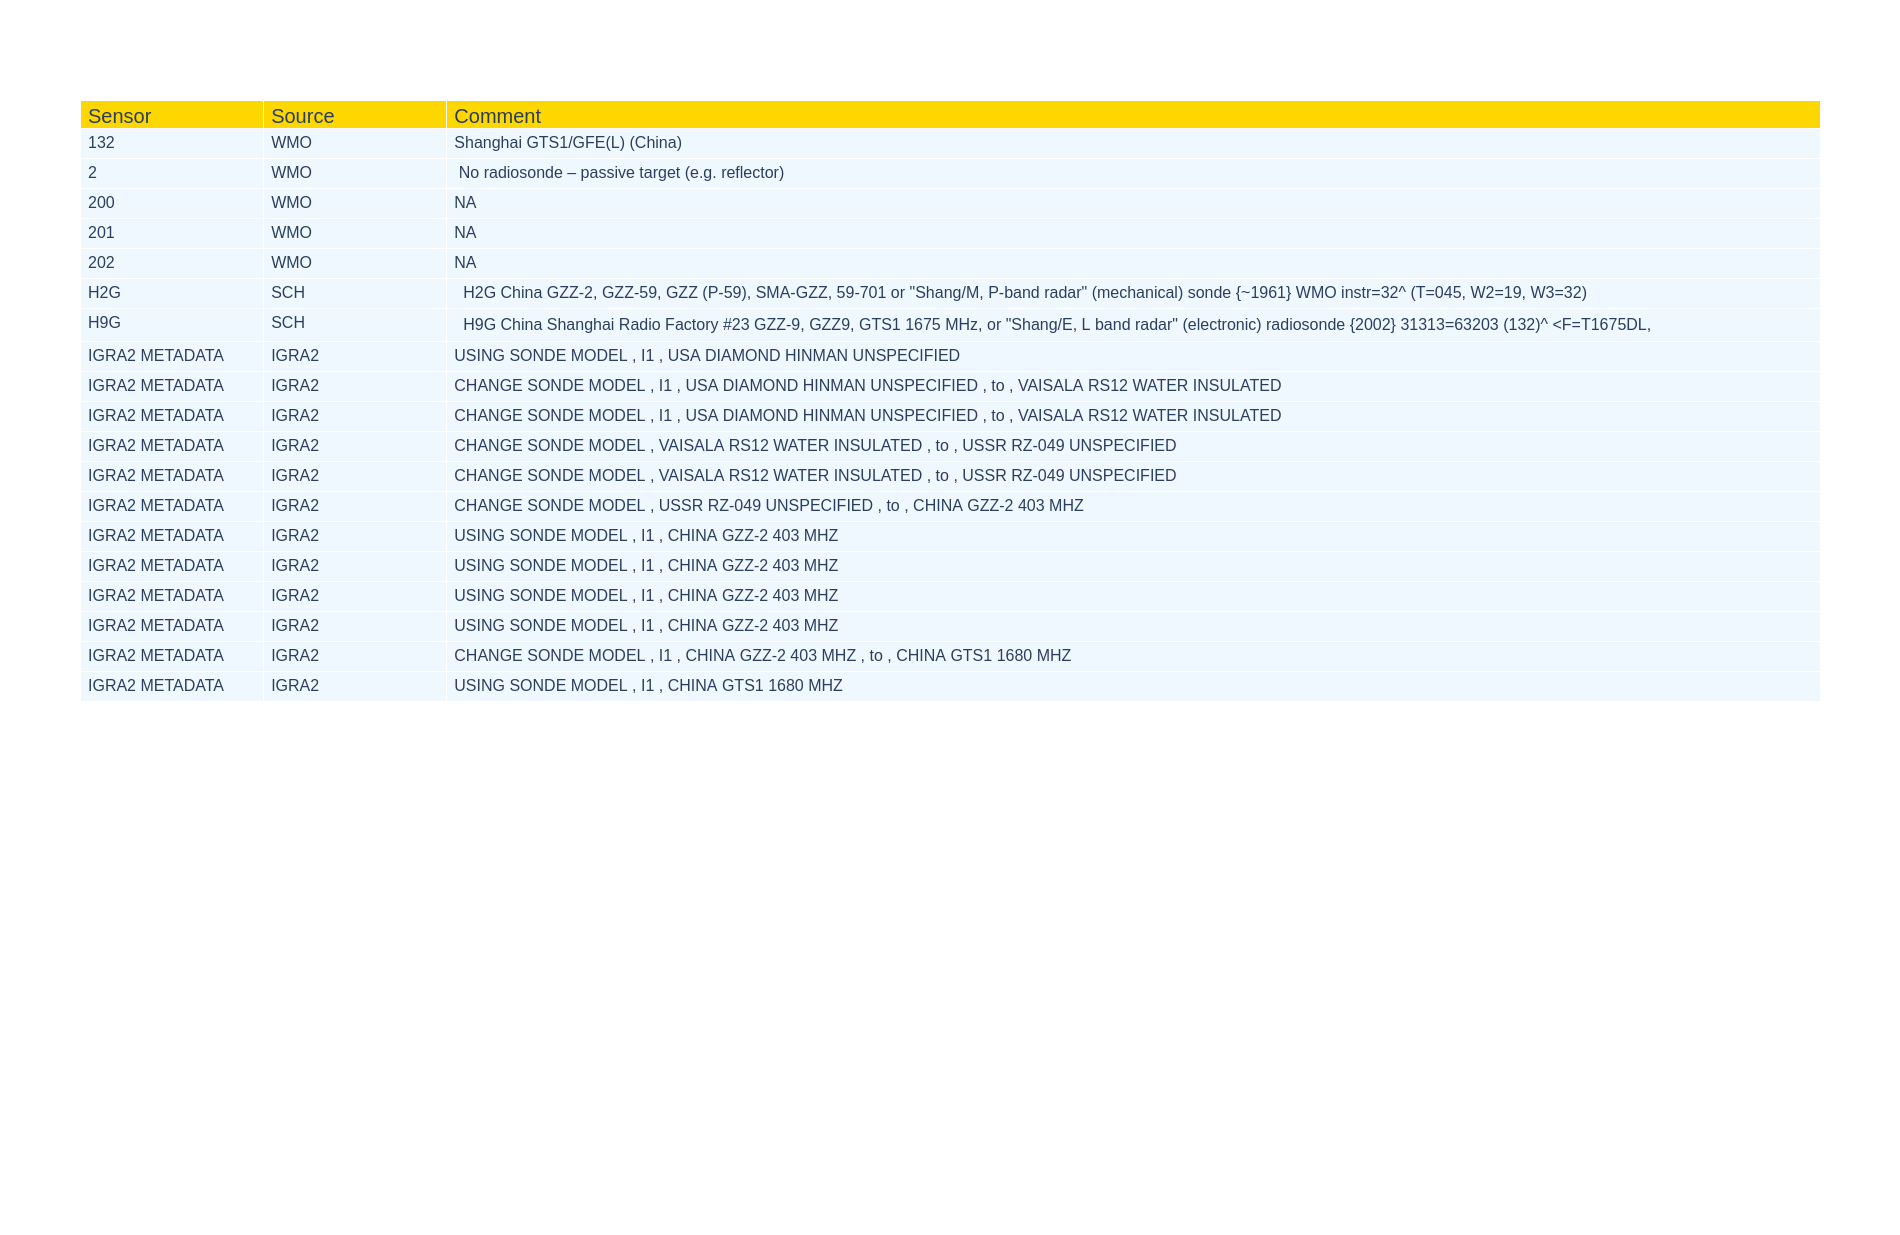 Sensor Source Comment
132 WMO Shanghai GTS1/GFE(L) (China)
2 WMO No radiosonde – passive target (e.g. reflector)
200 WMO NA
201 WMO NA
202 WMO NA
H2G SCH H2G China GZZ-2, GZZ-59, GZZ (P-59), SMA-GZZ, 59-701 or "Shang/M, P-band radar" (mechanical) sonde {~1961} WMO instr=32^ (T=045, W2=19, W3=32)
H9G SCH H9G China Shanghai Radio Factory #23 GZZ-9, GZZ9, GTS1 1675 MHz, or "Shang/E, L band radar" (electronic) radiosonde {2002} 31313=63203 (132)^ <F=T1675DL,
IGRA2 METADATA IGRA2 USING SONDE MODEL , I1 , USA DIAMOND HINMAN UNSPECIFIED
IGRA2 METADATA IGRA2 CHANGE SONDE MODEL , I1 , USA DIAMOND HINMAN UNSPECIFIED , to , VAISALA RS12 WATER INSULATED
IGRA2 METADATA IGRA2 CHANGE SONDE MODEL , I1 , USA DIAMOND HINMAN UNSPECIFIED , to , VAISALA RS12 WATER INSULATED
IGRA2 METADATA IGRA2 CHANGE SONDE MODEL , VAISALA RS12 WATER INSULATED , to , USSR RZ-049 UNSPECIFIED
IGRA2 METADATA IGRA2 CHANGE SONDE MODEL , VAISALA RS12 WATER INSULATED , to , USSR RZ-049 UNSPECIFIED
IGRA2 METADATA IGRA2 CHANGE SONDE MODEL , USSR RZ-049 UNSPECIFIED , to , CHINA GZZ-2 403 MHZ
IGRA2 METADATA IGRA2 USING SONDE MODEL , I1 , CHINA GZZ-2 403 MHZ
IGRA2 METADATA IGRA2 USING SONDE MODEL , I1 , CHINA GZZ-2 403 MHZ
IGRA2 METADATA IGRA2 USING SONDE MODEL , I1 , CHINA GZZ-2 403 MHZ
IGRA2 METADATA IGRA2 USING SONDE MODEL , I1 , CHINA GZZ-2 403 MHZ
IGRA2 METADATA IGRA2 CHANGE SONDE MODEL , I1 , CHINA GZZ-2 403 MHZ , to , CHINA GTS1 1680 MHZ
IGRA2 METADATA IGRA2 USING SONDE MODEL , I1 , CHINA GTS1 1680 MHZ